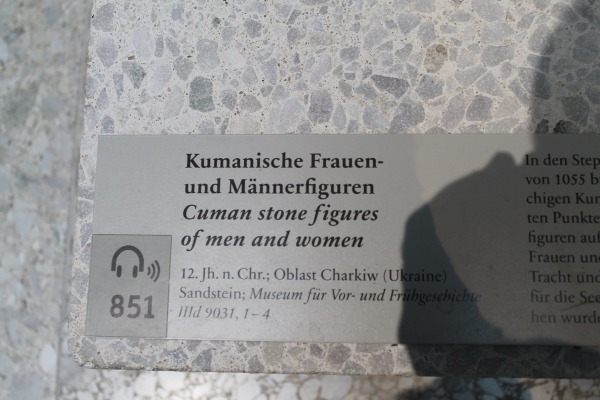 Kumanische Frauen-
und Männerfiguren
Cuman stone figures
of men and women
12. Jh. n. Chr.; Oblast Charkiw (Ukraine)
Sandstein; Museum für Vor- und Frühgeschichte
IIId 9031, 1–4
851
In den Step
von 1055 b
chigen Kun
ten Punkte
figuren auf
Frauen und
Tracht und
für die See
hen wurde